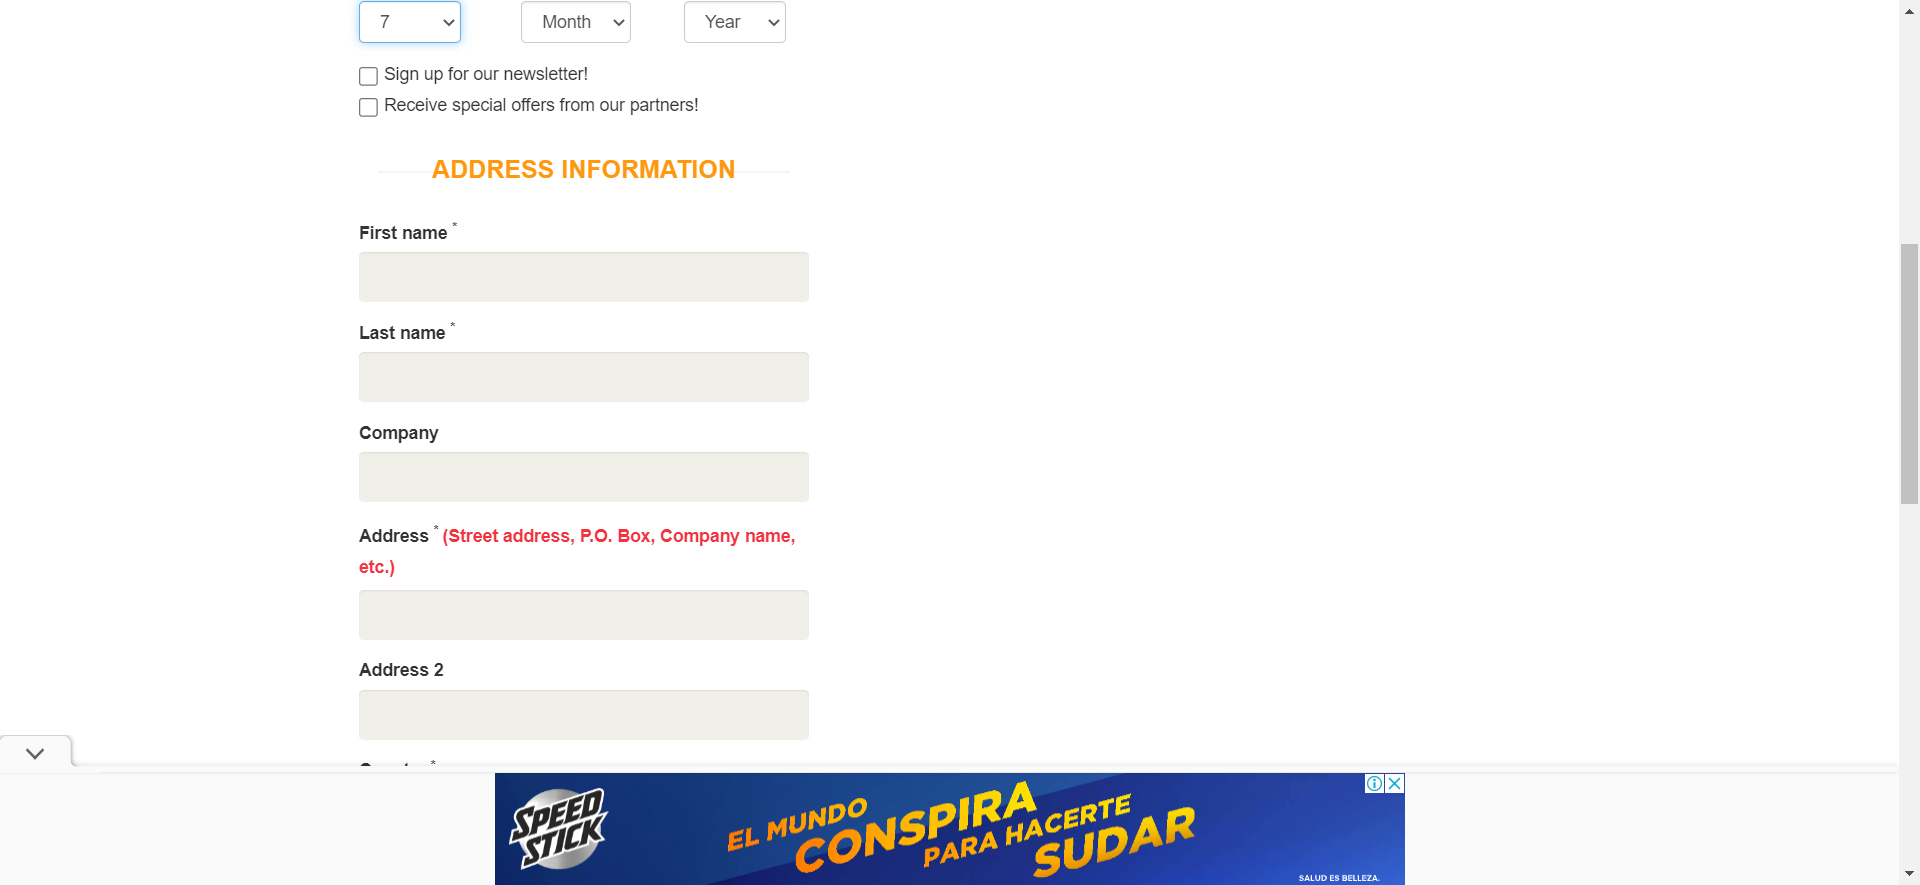 7 Month Year
Sign up for our newsletter!
Receive special offers from our partners!
ADDRESS INFORMATION
First name *
Last name *
Company
Address * (Street address, P.O. Box, Company name,
etc.)
Address 2
SPEED
STICK
EL MUNDO
CONSPIRA
PARA HACERTE
SUDAR
SALUD ES BELLEZA.